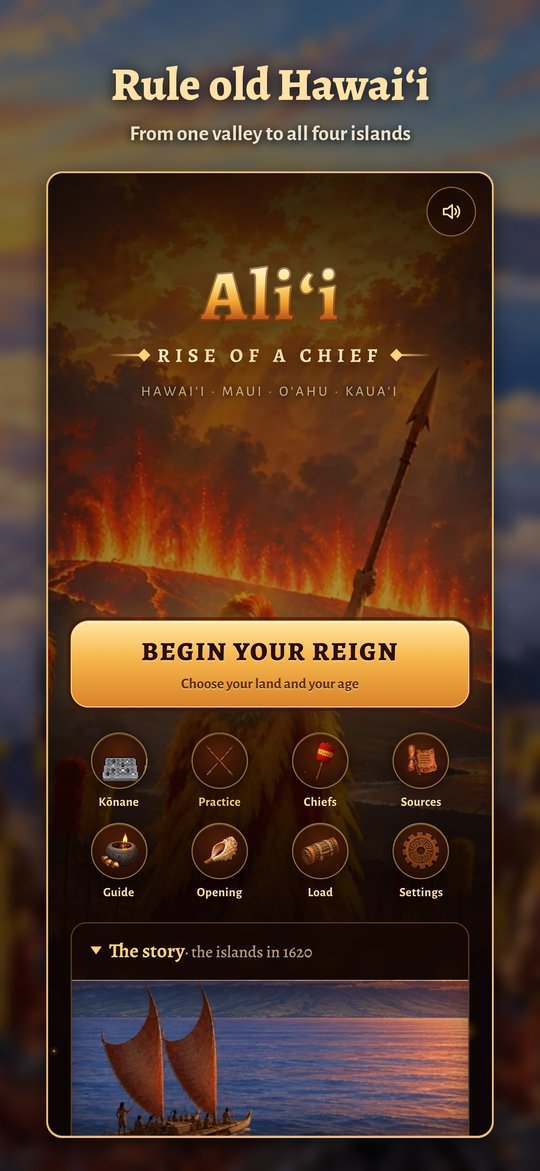 Rule old Hawaiʻi
From one valley to all four islands
Aliʻi
RISE OF A CHIEF
HAWAIʻI · MAUI · OʻAHU · KAUAʻI
BEGIN YOUR REIGN
Choose your land and your age
Kōnane
Practice
Chiefs
Sources
Guide
Opening
Load
Settings
The story · the islands in 1620